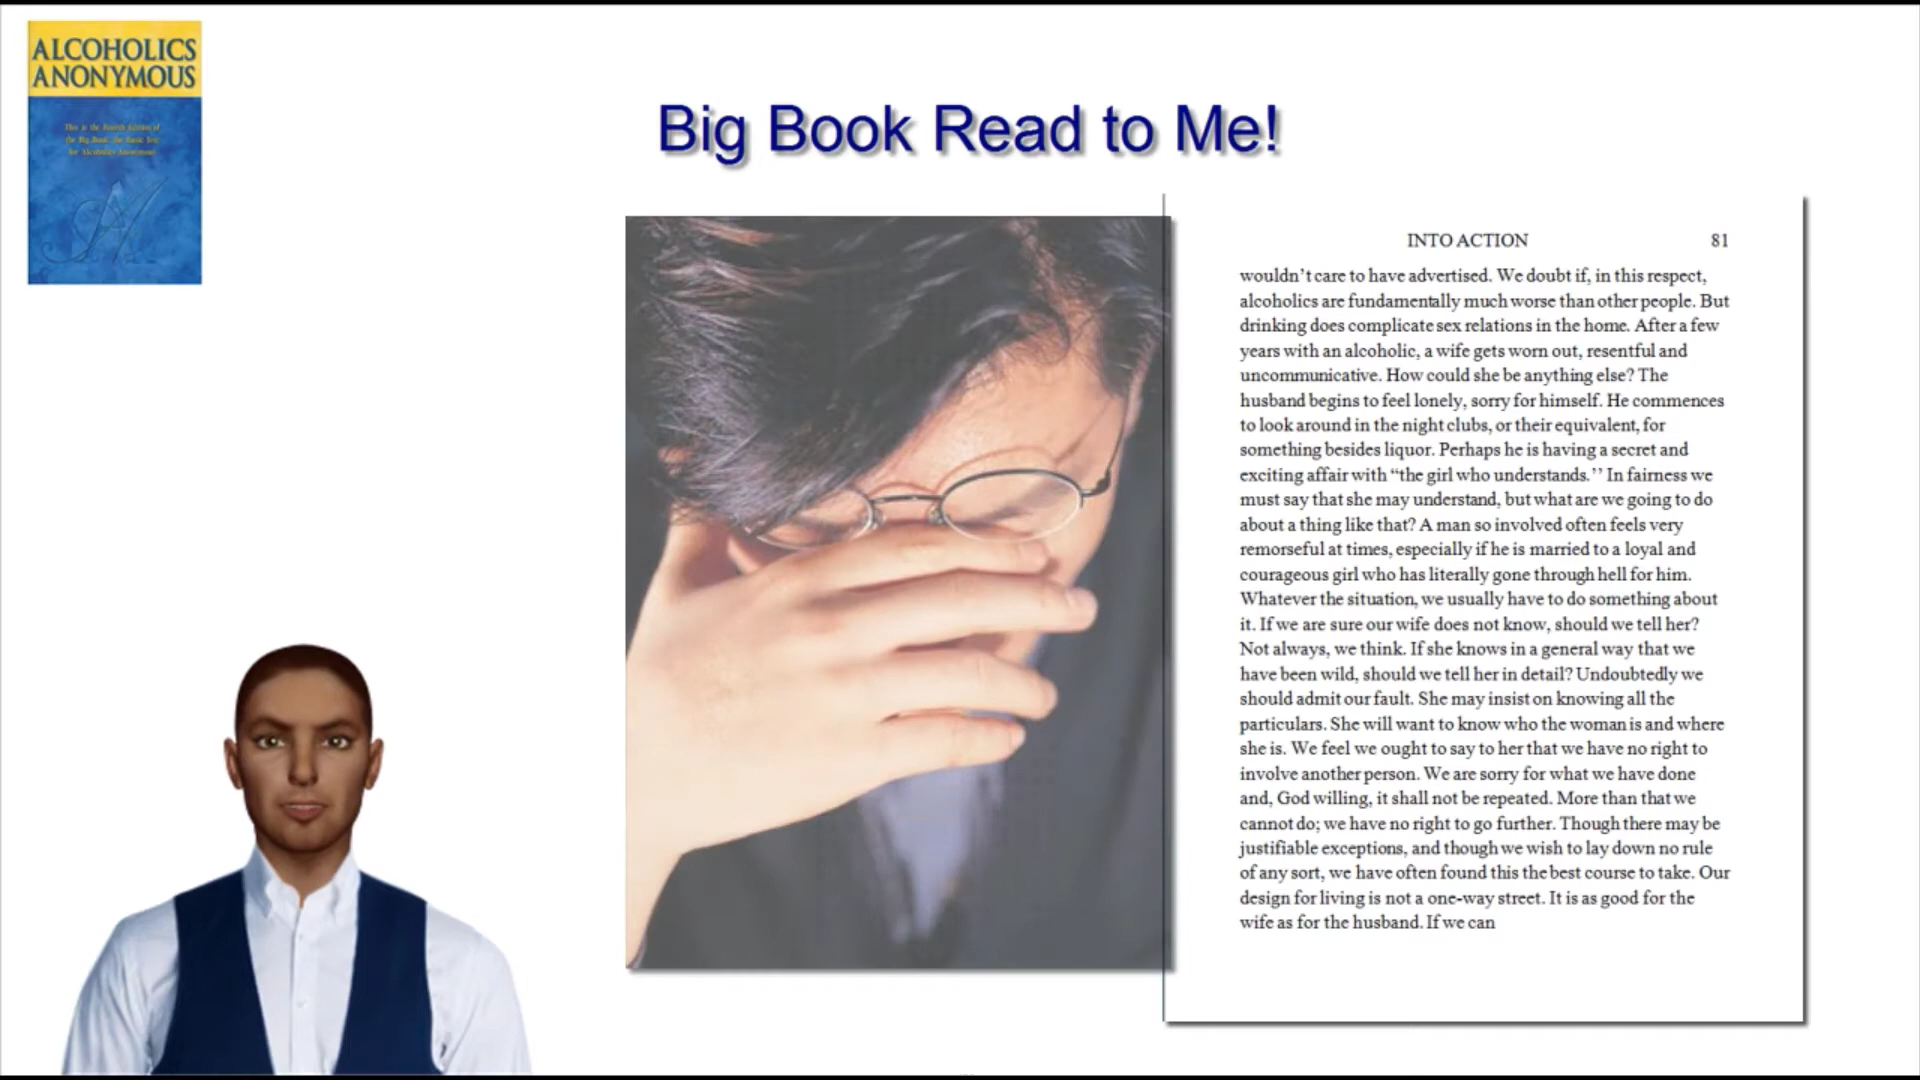 ALCOHOLICS
ANONYMOUS
This is the Fourth Edition of
the Big Book, the Basic Text
for Alcoholics Anonymous
Big Book Read to Me!
INTO ACTION 81
wouldn’t care to have advertised. We doubt if, in this respect,
alcoholics are fundamentally much worse than other people. But
drinking does complicate sex relations in the home. After a few
years with an alcoholic, a wife gets worn out, resentful and
uncommunicative. How could she be anything else? The
husband begins to feel lonely, sorry for himself. He commences
to look around in the night clubs, or their equivalent, for
something besides liquor. Perhaps he is having a secret and
exciting affair with “the girl who understands.’’ In fairness we
must say that she may understand, but what are we going to do
about a thing like that? A man so involved often feels very
remorseful at times, especially if he is married to a loyal and
courageous girl who has literally gone through hell for him.
Whatever the situation, we usually have to do something about
it. If we are sure our wife does not know, should we tell her?
Not always, we think. If she knows in a general way that we
have been wild, should we tell her in detail? Undoubtedly we
should admit our fault. She may insist on knowing all the
particulars. She will want to know who the woman is and where
she is. We feel we ought to say to her that we have no right to
involve another person. We are sorry for what we have done
and, God willing, it shall not be repeated. More than that we
cannot do; we have no right to go further. Though there may be
justifiable exceptions, and though we wish to lay down no rule
of any sort, we have often found this the best course to take. Our
design for living is not a one-way street. It is as good for the
wife as for the husband. If we can